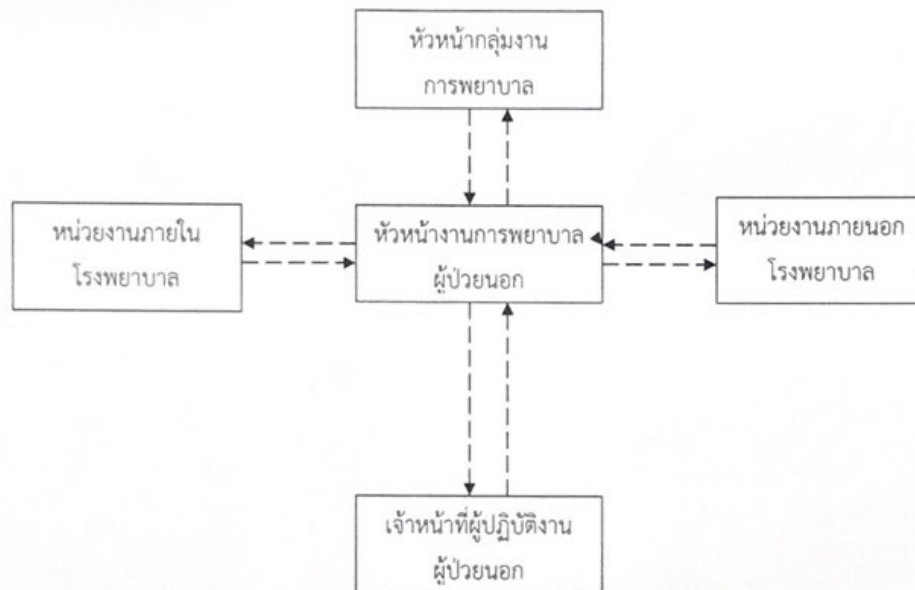 หัวหน้ากลุ่มงาน
การพยาบาล
หน่วยงานภายใน
โรงพยาบาล
หัวหน้างานการพยาบาล
ผู้ป่วยนอก
หน่วยงานภายนอก
โรงพยาบาล
เจ้าหน้าที่ผู้ปฏิบัติงาน
ผู้ป่วยนอก